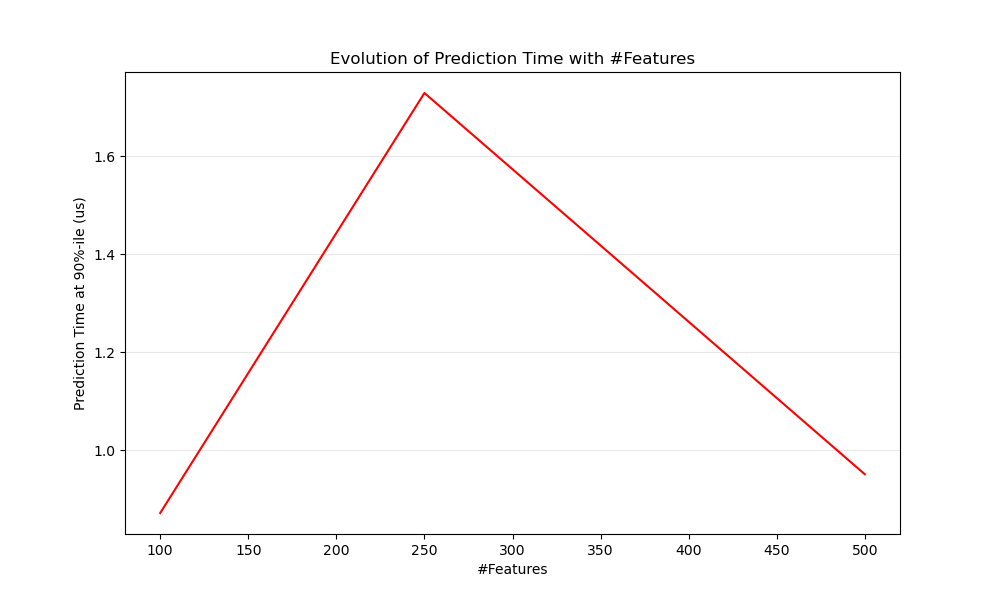 Evolution of Prediction Time with #Features
Prediction Time at 90%-ile (us)
1.6
1.4
1.2
1.0
100 150 200 250 300 350 400 450 500
#Features